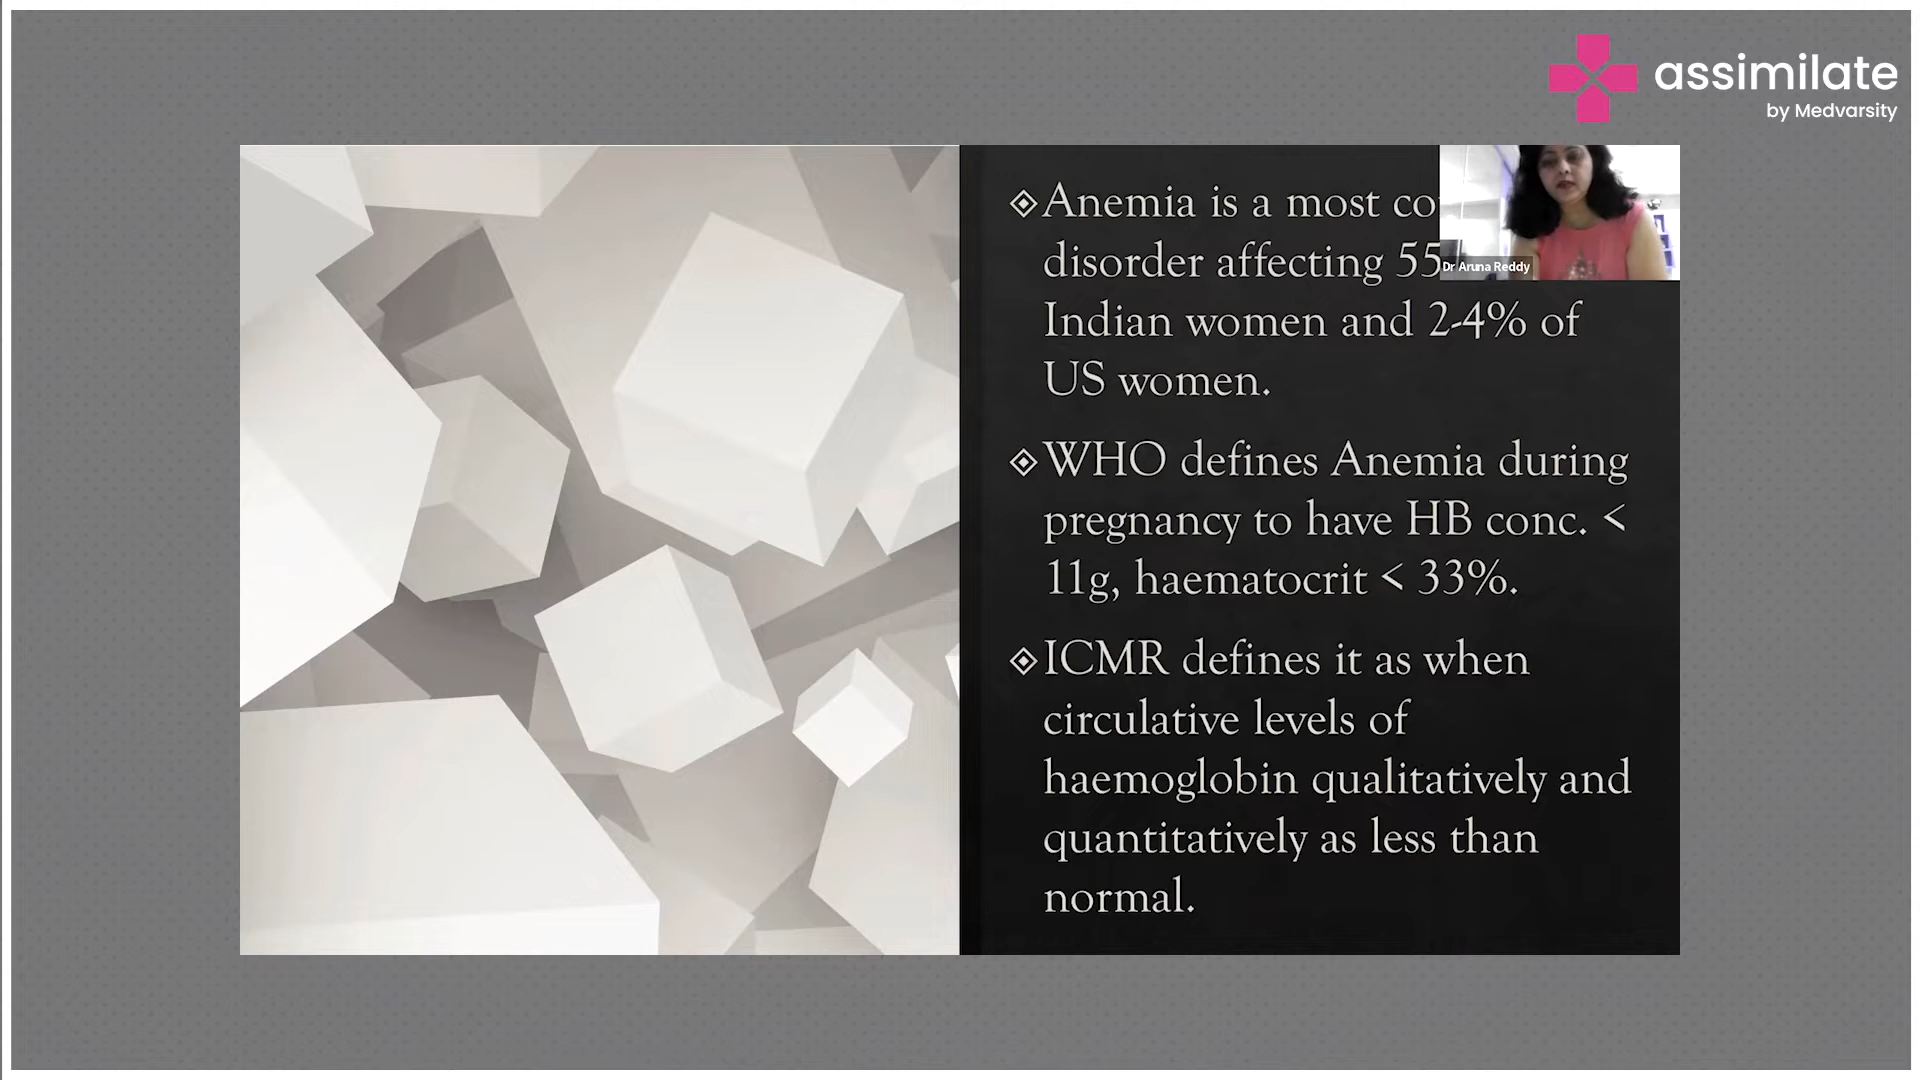 assimilate
by Medvarsity
Anemia is a most
disorder affecting 55
Indian women and 2-4% of
US women.
WHO defines Anemia during
pregnancy to have HB conc. <
11g, haematocrit < 33%.
ICMR defines it as when
circulative levels of
haemoglobin qualitatively and
quantitatively as less than
normal.
Dr Aruna Reddy